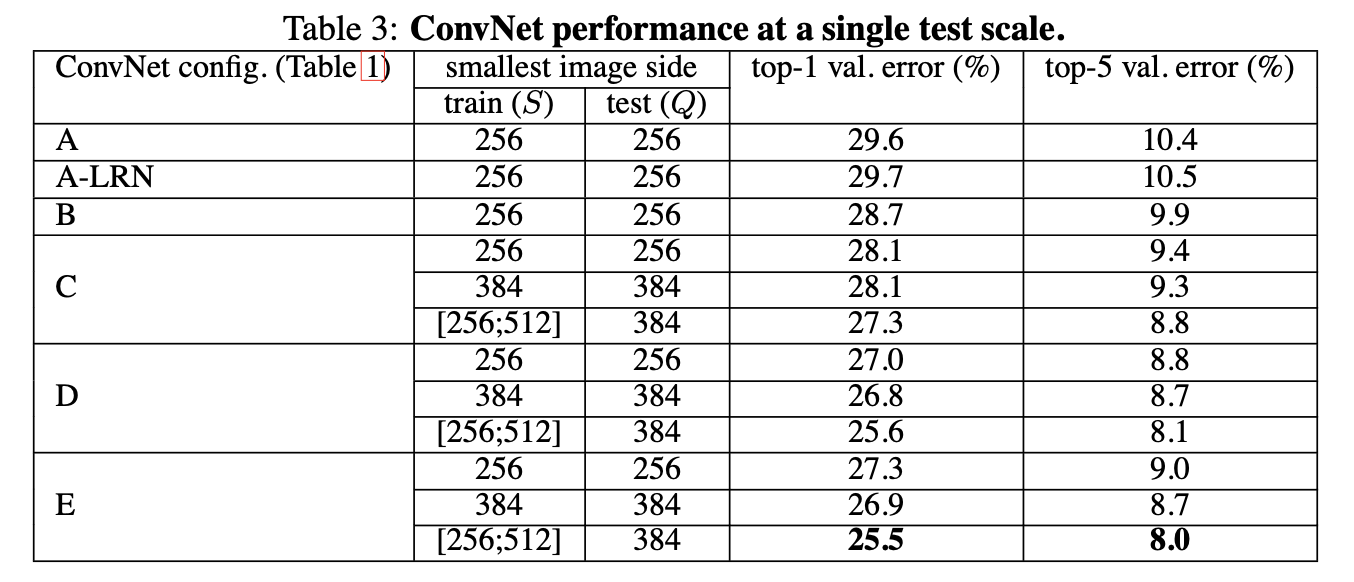 Table 3: ConvNet performance at a single test scale.
ConvNet config. (Table 1) smallest image side top-1 val. error (%) top-5 val. error (%)
train (S) test (Q)
A 256 256 29.6 10.4
A-LRN 256 256 29.7 10.5
B 256 256 28.7 9.9
C 256 256 28.1 9.4
384 384 28.1 9.3
[256;512] 384 27.3 8.8
D 256 256 27.0 8.8
384 384 26.8 8.7
[256;512] 384 25.6 8.1
E 256 256 27.3 9.0
384 384 26.9 8.7
[256;512] 384 25.5 8.0